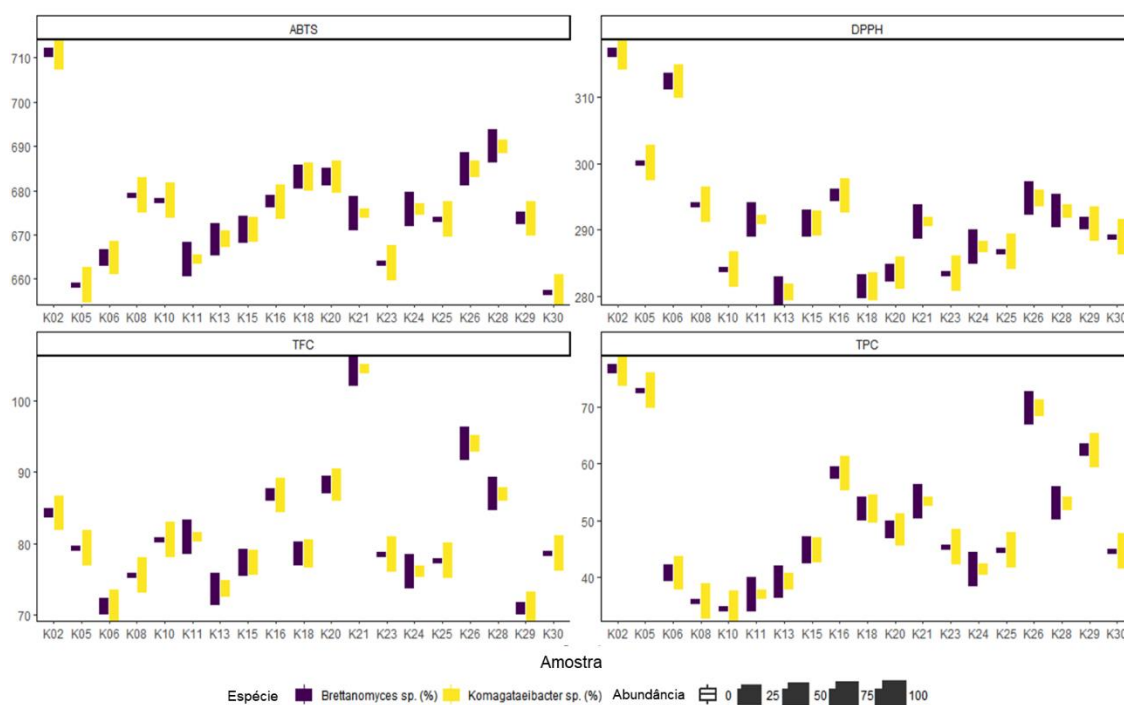 ABTS
710
700
690
680
670
660
K02 K05 K06 K08 K10 K11 K13 K15 K16 K18 K20 K21 K23 K24 K25 K26 K28 K29 K30
DPPH
310
300
290
280
K02 K05 K06 K08 K10 K11 K13 K15 K16 K18 K20 K21 K23 K24 K25 K26 K28 K29 K30
TFC
100
90
80
70
K02 K05 K06 K08 K10 K11 K13 K15 K16 K18 K20 K21 K23 K24 K25 K26 K28 K29 K30
TPC
70
60
50
40
K02 K05 K06 K08 K10 K11 K13 K15 K16 K18 K20 K21 K23 K24 K25 K26 K28 K29 K30
Amostra
Espécie Brettanomyces sp. (%) Komagataeibacter sp. (%) Abundância 0 25 50 75 100